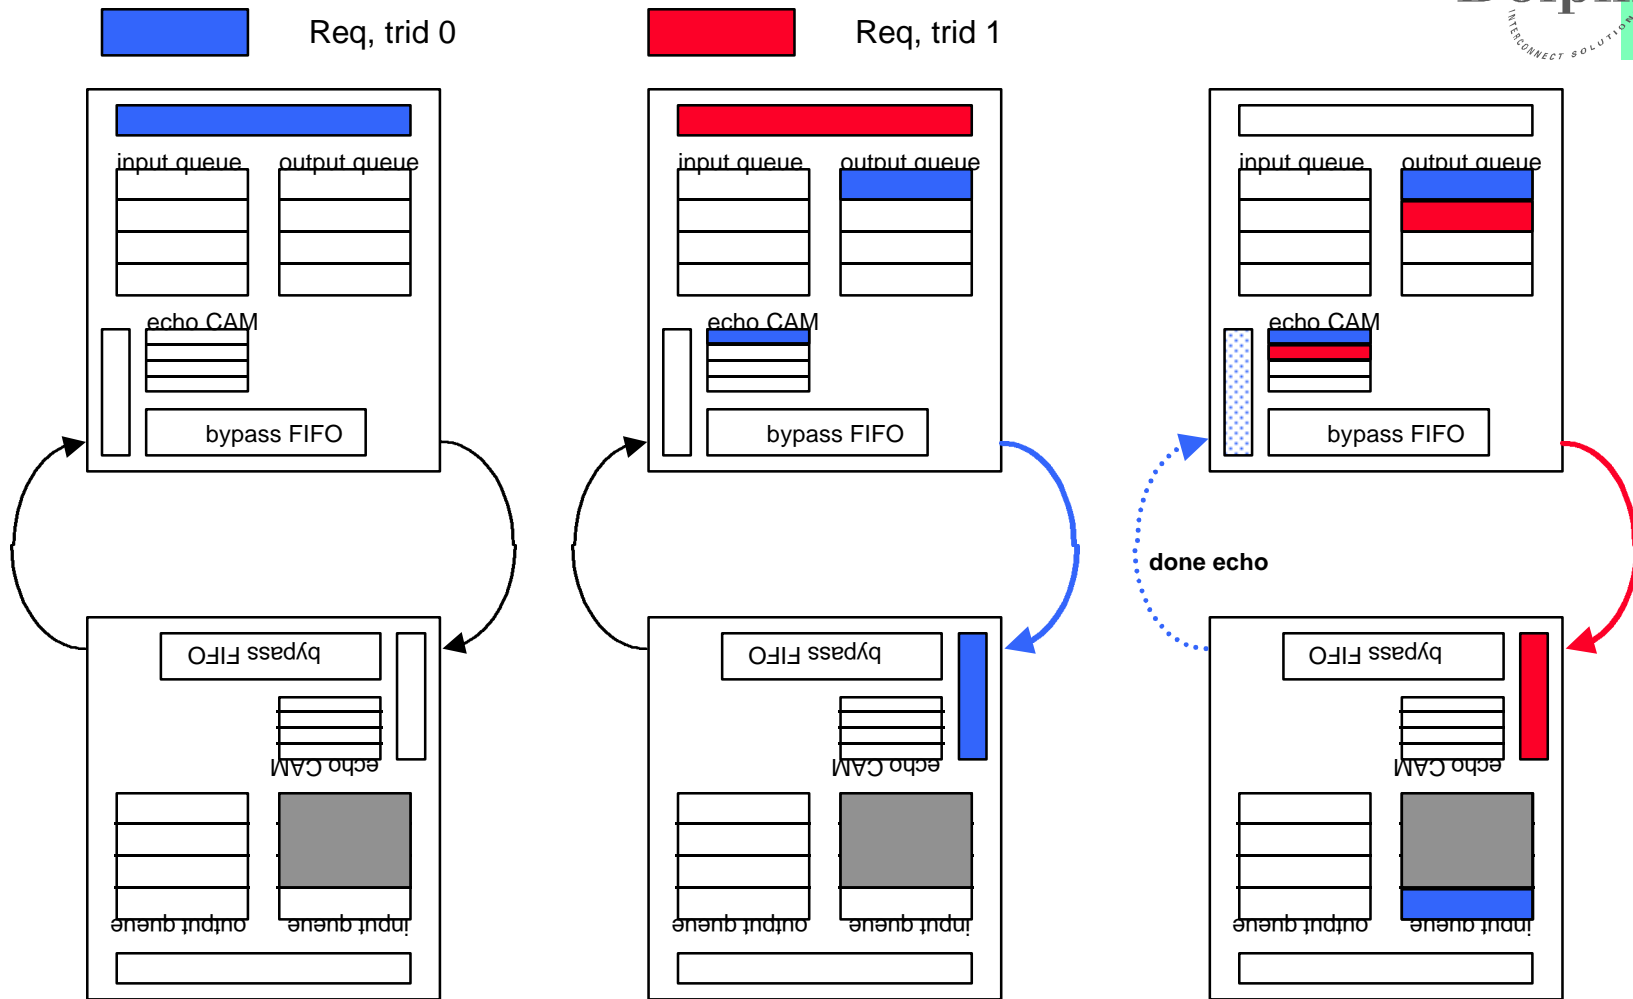 Req, trid 0
Req, trid 1
INTERCONNECT SOLUTION
input queue output queue
input queue output queue
input queue output queue
echo CAM
echo CAM
echo CAM
bypass FIFO
bypass FIFO
bypass FIFO
done echo
bypass FIFO
bypass FIFO
bypass FIFO
echo CAM
echo CAM
echo CAM
output queue input queue
output queue input queue
output queue input queue